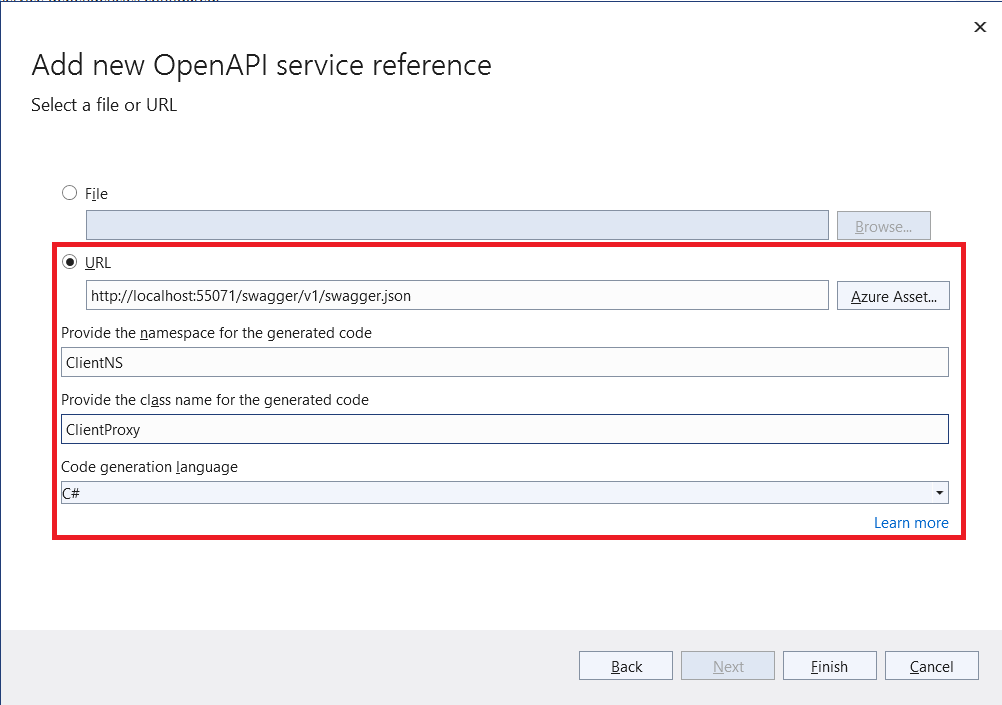 Add new OpenAPI service reference
Select a file or URL
File
Browse...
URL
http://localhost:55071/swagger/v1/swagger.json
Azure Asset...
Provide the namespace for the generated code
ClientNS
Provide the class name for the generated code
ClientProxy
Code generation language
C#
Learn more
Back
Next
Finish
Cancel